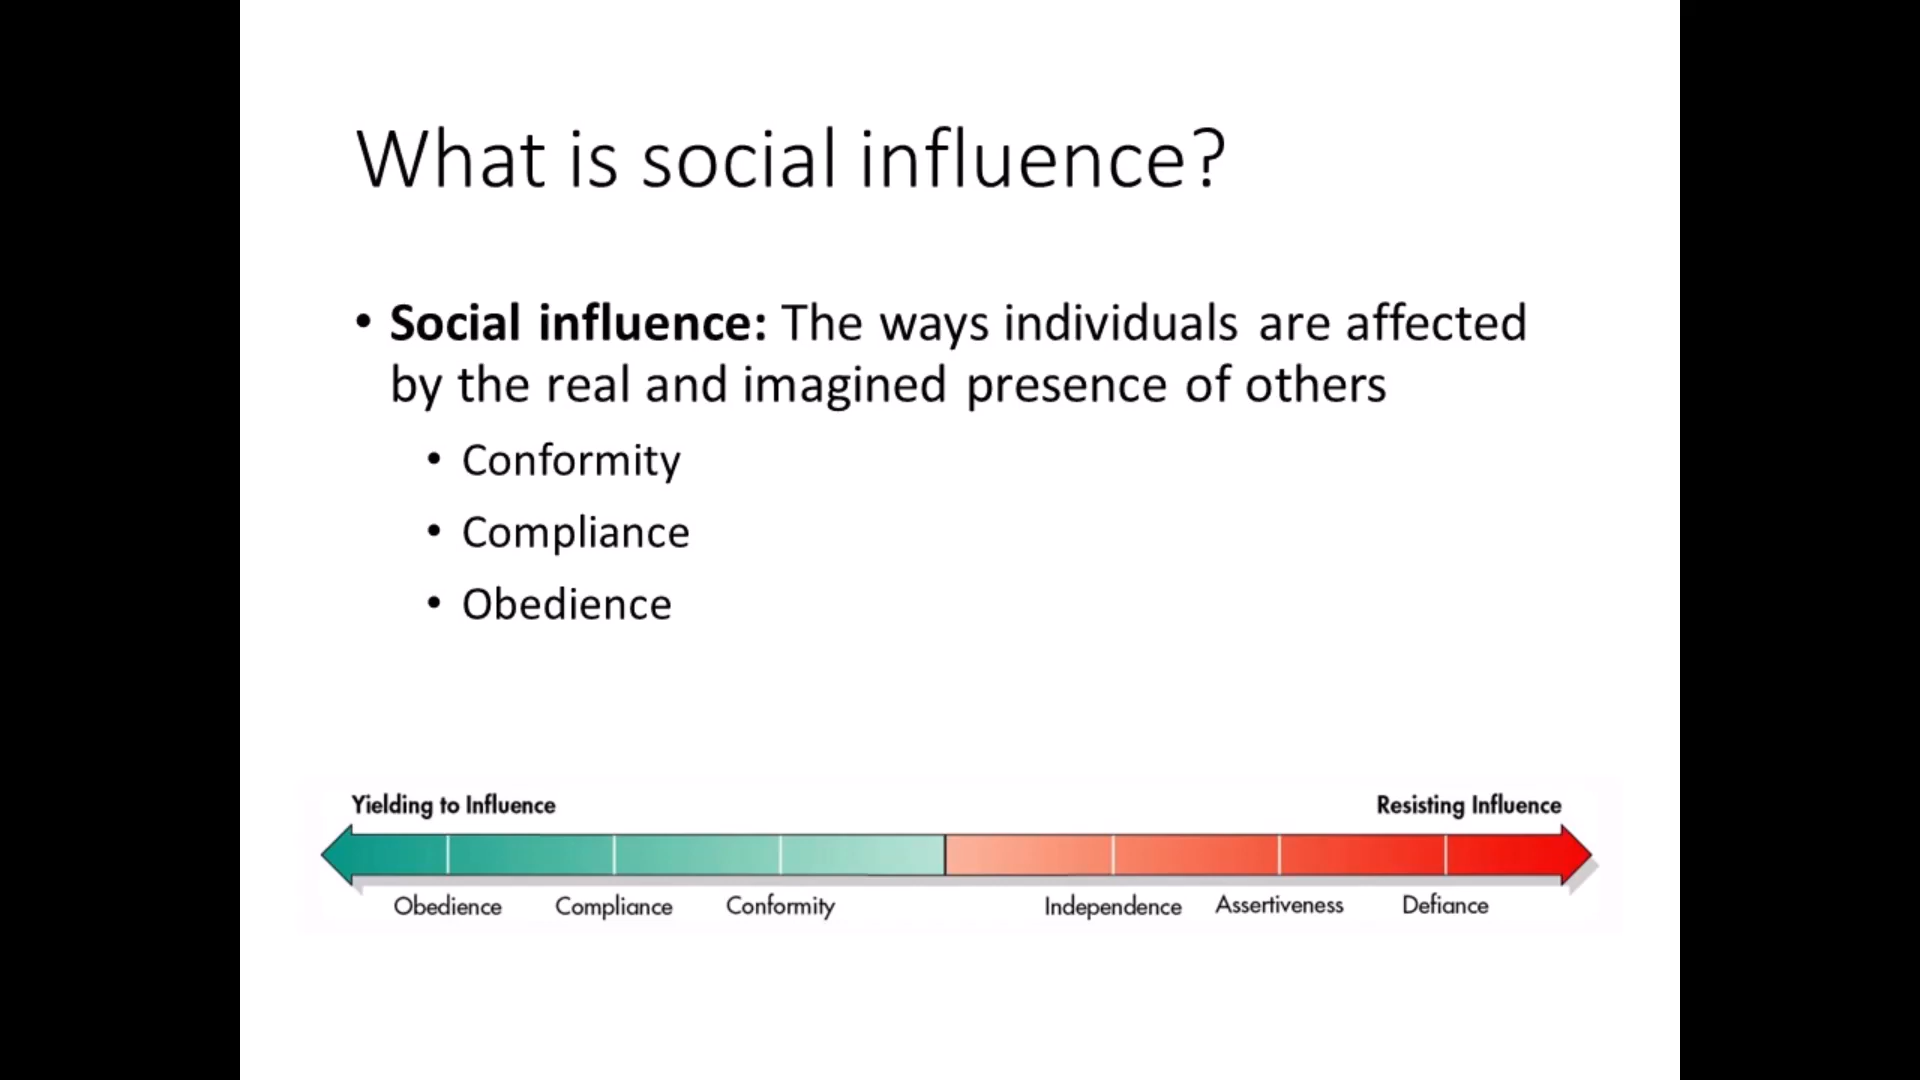 What is social influence?
• Social influence: The ways individuals are affected
by the real and imagined presence of others
• Conformity
• Compliance
• Obedience
Yielding to Influence
Resisting Influence
Obedience
Compliance
Conformity
Independence
Assertiveness
Defiance